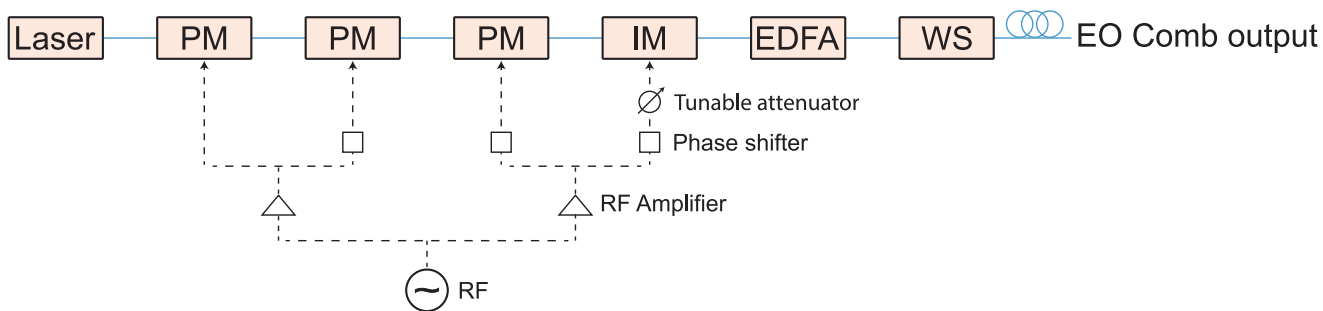 Laser
PM
PM
PM
IM
EDFA
WS
EO Comb output
Tunable attenuator
Phase shifter
RF Amplifier
~ RF